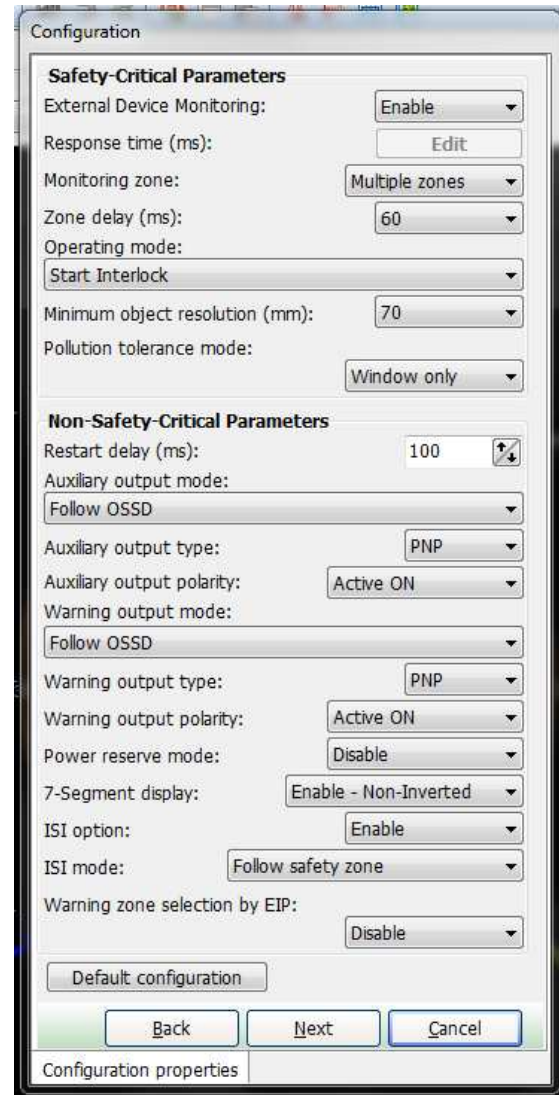 Configuration
Safety-Critical Parameters
External Device Monitoring: Enable
Response time (ms): Edit
Monitoring zone: Multiple zones
Zone delay (ms): 60
Operating mode:
Start Interlock
Minimum object resolution (mm): 70
Pollution tolerance mode:
Window only
Non-Safety-Critical Parameters
Restart delay (ms): 100
Auxiliary output mode:
Follow OSSD
Auxiliary output type: PNP
Auxiliary output polarity: Active ON
Warning output mode:
Follow OSSD
Warning output type: PNP
Warning output polarity: Active ON
Power reserve mode: Disable
7-Segment display: Enable - Non-Inverted
ISI option: Enable
ISI mode: Follow safety zone
Warning zone selection by EIP:
Disable
Default configuration
Back Next Cancel
Configuration properties